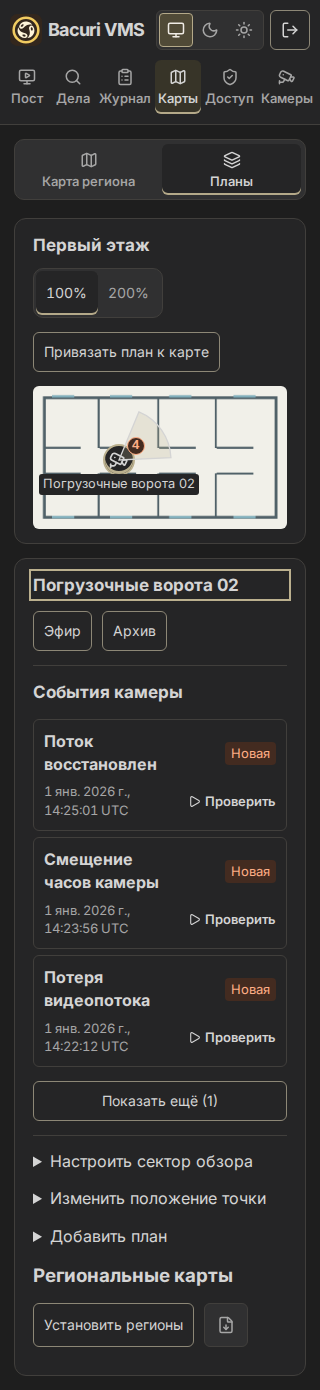 Bacuri VMS
Пост Дела Журнал Карты Доступ Камеры
Карта региона Планы
Первый этаж
100% 200%
Привязать план к карте
4
Погрузочные ворота 02
Погрузочные ворота 02
Эфир Архив
События камеры
Поток
восстановлен
Новая
1 янв. 2026 г.,
14:25:01 UTC
Проверить
Смещение
часов камеры
Новая
1 янв. 2026 г.,
14:23:56 UTC
Проверить
Потеря
видеопотока
Новая
1 янв. 2026 г.,
14:22:12 UTC
Проверить
Показать ещё (1)
Настроить сектор обзора
Изменить положение точки
Добавить план
Региональные карты
Установить регионы